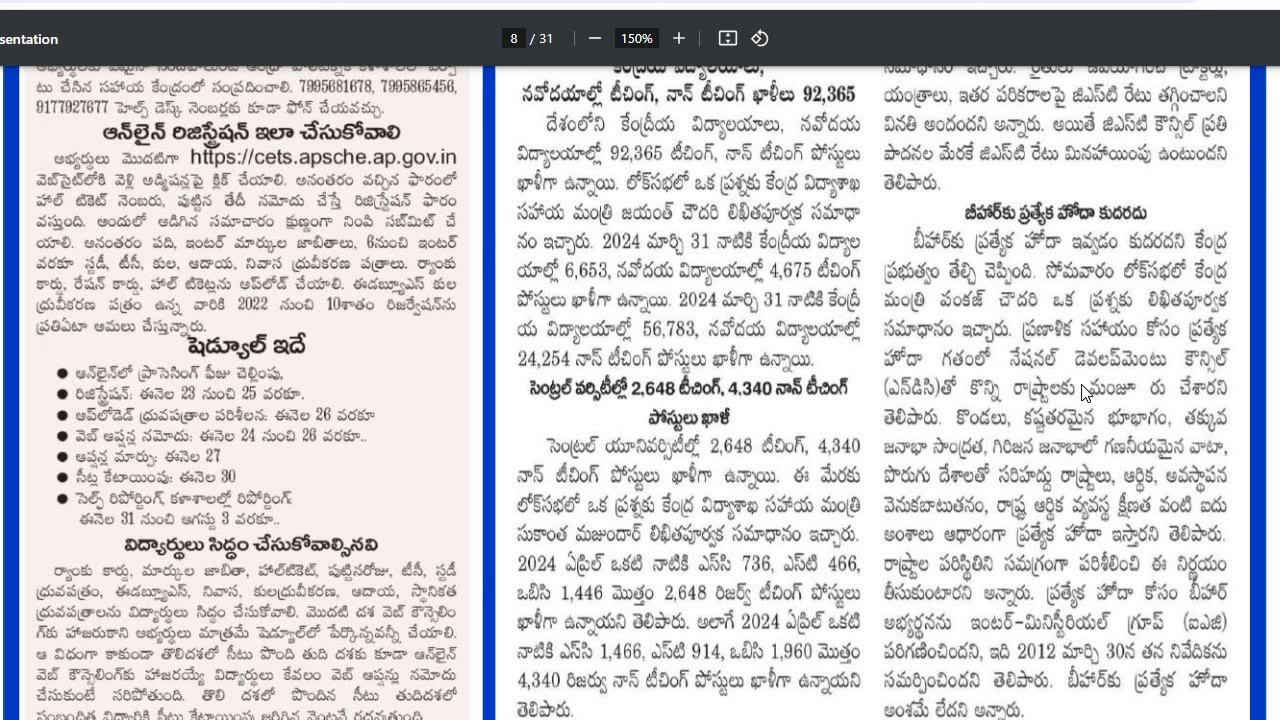 sentation
8 / 31
150%
టు చేసిన సహాయ కేంద్రంలో సంప్రదించాలి. 7995681678, 7995865456,
9177927677 హెల్ప్ డెస్క్ నెంబర్లకు కూడా ఫోన్ చేయవచ్చు.
ఆన్‌లైన్ రిజిస్ట్రేషన్ ఇలా చేసుకోవాలి
అభ్యర్థులు మొదటిగా https://cets.apsche.ap.gov.in
వెబ్‌సైట్‌లోకి వెళ్లి అడ్మిషన్లపై క్లిక్ చేయాలి. అనంతరం వచ్చిన ఫారంలో
హాల్ టికెట్ నెంబరు, పుట్టిన తేదీ నమోదు చేస్తే రిజిస్ట్రేషన్ ఫారం
వస్తుంది. అందులో అడిగిన సమాచారం క్షుణ్ణంగా నింపి సబ్‌మిట్ చే
యాలి. అనంతరం పది, ఇంటర్ మార్కుల జాబితాలు, 6నుంచి ఇంటర్
వరకూ స్టడీ, టీసీ, కుల, ఆదాయ, నివాస ధ్రువీకరణ పత్రాలు. ర్యాంకు
కార్డు, రేషన్ కార్డు, హాల్ టికెట్లను అప్‌లోడ్ చేయాలి. ఈడబ్ల్యూఎస్ కుల
ధ్రువీకరణ పత్రం ఉన్న వారికి 2022 నుంచి 10శాతం రిజర్వేషన్‌ను
ప్రతిఏటా అమలు చేస్తున్నారు.
షెడ్యూల్ ఇదే
● ఆన్‌లైన్‌లో ప్రాసెసింగ్ ఫీజు చెల్లింపు,
● రిజిస్ట్రేషన్: ఈనెల 23 నుంచి 25 వరకూ.
● అప్‌లోడెడ్ ధ్రువపత్రాల పరిశీలన: ఈనెల 26 వరకూ
● వెబ్ ఆప్షన్ల నమోదు: ఈనెల 24 నుంచి 26 వరకూ..
● ఆప్షన్ల మార్పు: ఈనెల 27
● సీట్ల కేటాయింపు: ఈనెల 30
● సెల్ఫ్ రిపోర్టింగ్, కళాశాలల్లో రిపోర్టింగ్
ఈనెల 31 నుంచి ఆగస్టు 3 వరకూ..
విద్యార్థులు సిద్ధం చేసుకోవాల్సినవి
ర్యాంకు కార్డు, మార్కుల జాబితా, హాల్‌టికెట్, పుట్టినరోజు, టీసీ, స్టడీ
ధ్రువపత్రం, ఈడబ్ల్యూఎస్, నివాస, కులధ్రువీకరణ, ఆదాయ, స్థానికత
ధ్రువపత్రాలను విద్యార్థులు సిద్ధం చేసుకోవాలి. మొదటి దశ వెబ్ కౌన్సెలిం
గ్‌కు హాజరుకాని అభ్యర్థులు మాత్రమే షెడ్యూల్‌లో పేర్కొన్నవన్నీ చేయాలి.
ఆ విధంగా కాకుండా తొలిదశలో సీటు పొంది తుది దశకు కూడా ఆన్‌లైన్
వెబ్ కౌన్సెలింగ్‌కు హాజరయ్యే విద్యార్థులు కేవలం వెబ్ ఆప్షన్లు నమోదు
చేసుకుంటే సరిపోతుంది. తొలి దశలో పొందిన సీటు తుదిదశలో
కేంద్రీయ విద్యాలయాలు,
నవోదయాల్లో టీచింగ్, నాన్ టీచింగ్ ఖాళీలు 92,365
దేశంలోని కేంద్రీయ విద్యాలయాలు, నవోదయ
విద్యాలయాల్లో 92,365 టీచింగ్, నాన్ టీచింగ్ పోస్టులు
ఖాళీగా ఉన్నాయి. లోక్‌సభలో ఒక ప్రశ్నకు కేంద్ర విద్యాశాఖ
సహాయ మంత్రి జయంత్ చౌదరి లిఖితపూర్వక సమాధా
నం ఇచ్చారు. 2024 మార్చి 31 నాటికి కేంద్రీయ విద్యాల
యాల్లో 6,653, నవోదయ విద్యాలయాల్లో 4,675 టీచింగ్
పోస్టులు ఖాళీగా ఉన్నాయి. 2024 మార్చి 31 నాటికి కేంద్రీ
య విద్యాలయాల్లో 56,783, నవోదయ విద్యాలయాల్లో
24,254 నాన్ టీచింగ్ పోస్టులు ఖాళీగా ఉన్నాయి.
సెంట్రల్ వర్సిటీల్లో 2,648 టీచింగ్, 4,340 నాన్ టీచింగ్
పోస్టులు ఖాళీ
సెంట్రల్ యూనివర్సిటీల్లో 2,648 టీచింగ్, 4,340
నాన్ టీచింగ్ పోస్టులు ఖాళీగా ఉన్నాయి. ఈ మేరకు
లోక్‌సభలో ఒక ప్రశ్నకు కేంద్ర విద్యాశాఖ సహాయ మంత్రి
సుకాంత మజుందార్ లిఖితపూర్వక సమాధానం ఇచ్చారు.
2024 ఏప్రిల్ ఒకటి నాటికి ఎస్‌సి 736, ఎస్‌టి 466,
ఒబిసి 1,446 మొత్తం 2,648 రిజర్వ్ టీచింగ్ పోస్టులు
ఖాళీగా ఉన్నాయని తెలిపారు. అలాగే 2024 ఏప్రిల్ ఒకటి
నాటికి ఎస్‌సి 1,466, ఎస్‌టి 914, ఒబిసి 1,960 మొత్తం
4,340 రిజర్వు నాన్ టీచింగ్ పోస్టులు ఖాళీగా ఉన్నాయని
తెలిపారు.
సమాధానం ఇచ్చారు. రైతులు ఉపయోగించే ట్రాక్టర్లు,
యంత్రాలు, ఇతర పరికరాలపై జిఎస్‌టి రేటు తగ్గించాలని
వినతి అందందని అన్నారు. అయితే జిఎస్‌టి కౌన్సిల్ ప్రతి
పాదనల మేరకే జిఎస్‌టి రేటు మినహాయింపు ఉంటుందని
తెలిపారు.
బీహార్‌కు ప్రత్యేక హోదా కుదరదు
బీహార్‌కు ప్రత్యేక హోదా ఇవ్వడం కుదరదని కేంద్ర
ప్రభుత్వం తేల్చి చెప్పింది. సోమవారం లోక్‌సభలో కేంద్ర
మంత్రి పంకజ్ చౌదరి ఒక ప్రశ్నకు లిఖితపూర్వక
సమాధానం ఇచ్చారు. ప్రణాళిక సహాయం కోసం ప్రత్యేక
హోదా గతంలో నేషనల్ డెవలప్‌మెంటు కౌన్సిల్
(ఎన్‌డిసి)తో కొన్ని రాష్ట్రాలకు మంజూ రు చేశారని
తెలిపారు. కొండలు, కష్టతరమైన భూభాగం, తక్కువ
జనాభా సాంద్రత, గిరిజన జనాభాలో గణనీయమైన వాటా,
పొరుగు దేశాలతో సరిహద్దు రాష్ట్రాలు, ఆర్థిక, అవస్థాపన
వెనుకబాటుతనం, రాష్ట్ర ఆర్థిక వ్యవస్థ క్షీణత వంటి ఐదు
అంశాలు ఆధారంగా ప్రత్యేక హోదా ఇస్తారని తెలిపారు.
రాష్ట్రాల పరిస్థితిని సమగ్రంగా పరిశీలించి ఈ నిర్ణయం
తీసుకుంటారని అన్నారు. ప్రత్యేక హోదా కోసం బీహార్
అభ్యర్థనను ఇంటర్-మినిస్టీరియల్ గ్రూప్ (ఐఎజి)
పరిగణించిందని, ఇది 2012 మార్చి 30న తన నివేదికను
సమర్పించిందని తెలిపారు. బీహార్‌కు ప్రత్యేక హోదా
అంశమే లేదని అన్నారు.